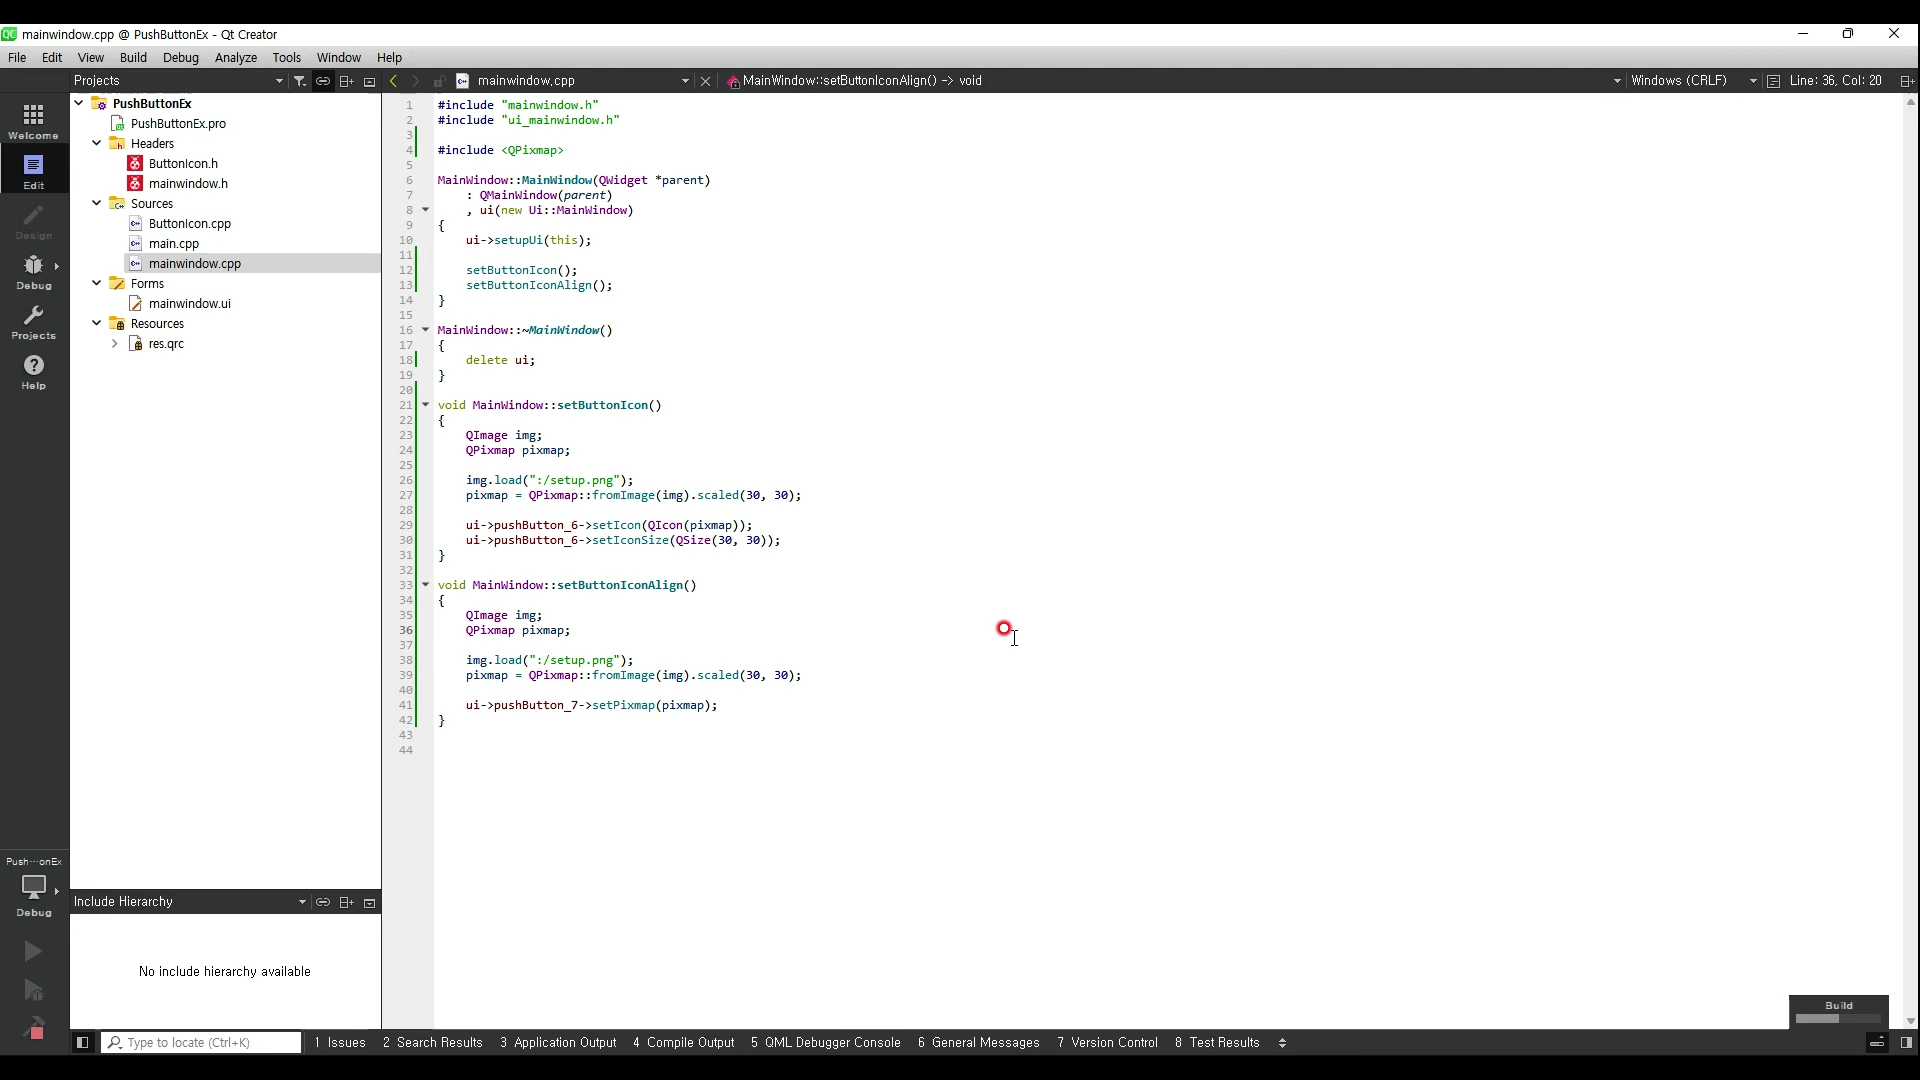 mainwindow.cpp @ PushButtonEx - Qt Creator
File Edit View Build Debug Analyze Tools Window Help
Projects
mainwindow.cpp
MainWindow::setButtonIconAlign() -> void
Windows (CRLF)
Line: 36, Col: 20
Welcome
Edit
Design
Debug
Projects
Help
PushButtonEx
PushButtonEx.pro
Headers
ButtonIcon.h
mainwindow.h
Sources
ButtonIcon.cpp
main.cpp
mainwindow.cpp
Forms
mainwindow.ui
Resources
res.qrc
1 #include "mainwindow.h"
2 #include "ui_mainwindow.h"
3
4 #include <QPixmap>
5
6 MainWindow::MainWindow(QWidget *parent)
7 : QMainWindow(parent)
8 , ui(new Ui::MainWindow)
9 {
10 ui->setupUi(this);
11
12 setButtonIcon();
13 setButtonIconAlign();
14 }
15
16 MainWindow::~MainWindow()
17 {
18 delete ui;
19 }
20
21 void MainWindow::setButtonIcon()
22 {
23 QImage img;
24 QPixmap pixmap;
25
26 img.load(":/setup.png");
27 pixmap = QPixmap::fromImage(img).scaled(30, 30);
28
29 ui->pushButton_6->setIcon(QIcon(pixmap));
30 ui->pushButton_6->setIconSize(QSize(30, 30));
31 }
32
33 void MainWindow::setButtonIconAlign()
34 {
35 QImage img;
36 QPixmap pixmap;
37
38 img.load(":/setup.png");
39 pixmap = QPixmap::fromImage(img).scaled(30, 30);
40
41 ui->pushButton_7->setPixmap(pixmap);
42 }
43
44
Push···onEx
Debug
Include Hierarchy
No include hierarchy available
Build
Type to locate (Ctrl+K)
1 Issues 2 Search Results 3 Application Output 4 Compile Output 5 QML Debugger Console 6 General Messages 7 Version Control 8 Test Results